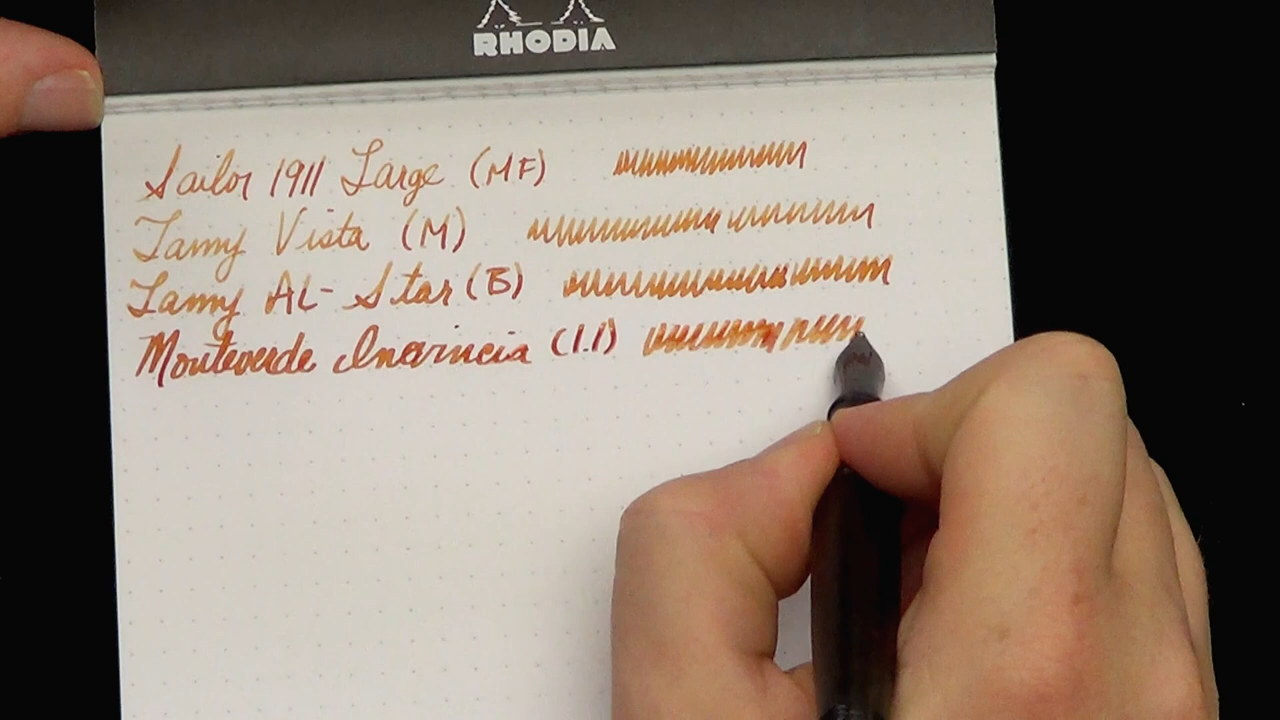 RHODIA
Sailor 1911 Large (MF)
Lamy Vista (M)
Lamy AL-Star (B)
Monteverde Invincia (1.1)